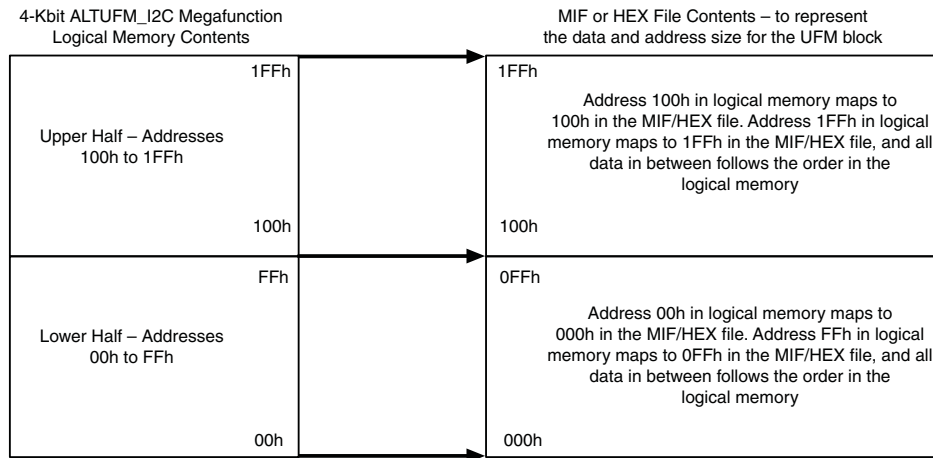 4-Kbit ALTUFM_I2C Megafunction
Logical Memory Contents
MIF or HEX File Contents – to represent
the data and address size for the UFM block
1FFh
Upper Half – Addresses
100h to 1FFh
100h
1FFh
Address 100h in logical memory maps to
100h in the MIF/HEX file. Address 1FFh in logical
memory maps to 1FFh in the MIF/HEX file, and all
data in between follows the order in the
logical memory
100h
FFh
Lower Half – Addresses
00h to FFh
00h
0FFh
Address 00h in logical memory maps to
000h in the MIF/HEX file. Address FFh in logical
memory maps to 0FFh in the MIF/HEX file, and all
data in between follows the order in the
logical memory
000h